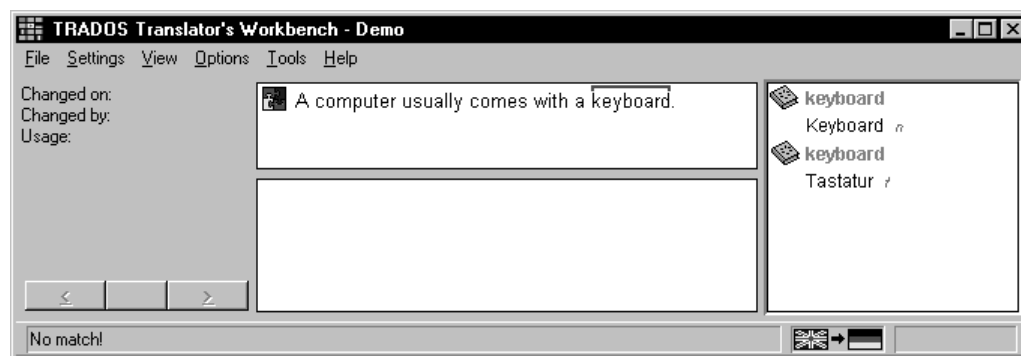 TRADOS Translator's Workbench - Demo
File Settings View Options Tools Help
Changed on:
Changed by:
Usage:
A computer usually comes with a keyboard.
keyboard
Keyboard n
keyboard
Tastatur f
< >
No match!